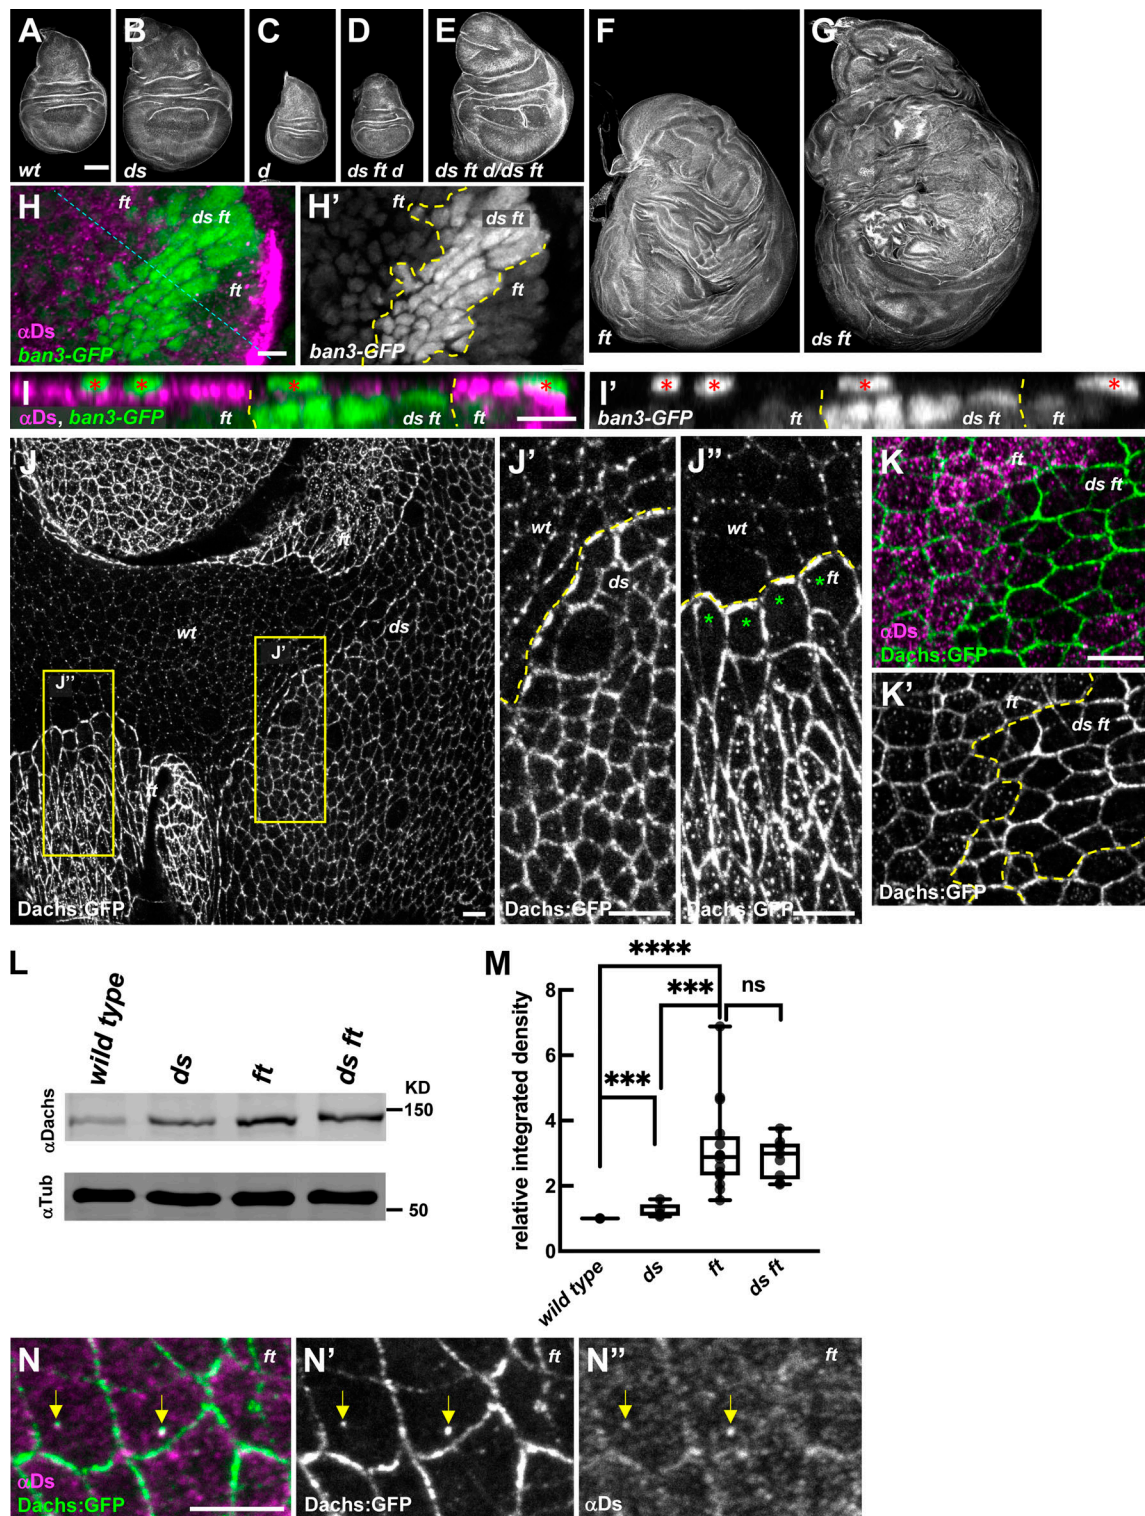 A
wt
B
ds
C
d
D
ds ft d
E
ds ft d/ds ft
F
ft
G
ds ft
H
ft
ds ft
ft
αDs
ban3-GFP
H'
ft
ds ft
ft
ban3-GFP
I
* * * *
ft
ds ft
ft
αDs, ban3-GFP
I'
* * * *
ft
ds ft
ft
ban3-GFP
J
ft
wt
ds
J'
J''
ft
Dachs:GFP
J'
wt
ds
Dachs:GFP
J''
wt
ft
* * * *
Dachs:GFP
K
ft
ds ft
αDs
Dachs:GFP
K'
ft
ds ft
Dachs:GFP
L
wild type
ds
ft
ds ft
KD
αDachs
150
αTub
50
M
****
***
ns
***
relative integrated density
8
6
4
2
0
wild type
ds
ft
ds ft
N
ft
αDs
Dachs:GFP
N'
ft
Dachs:GFP
N''
ft
αDs